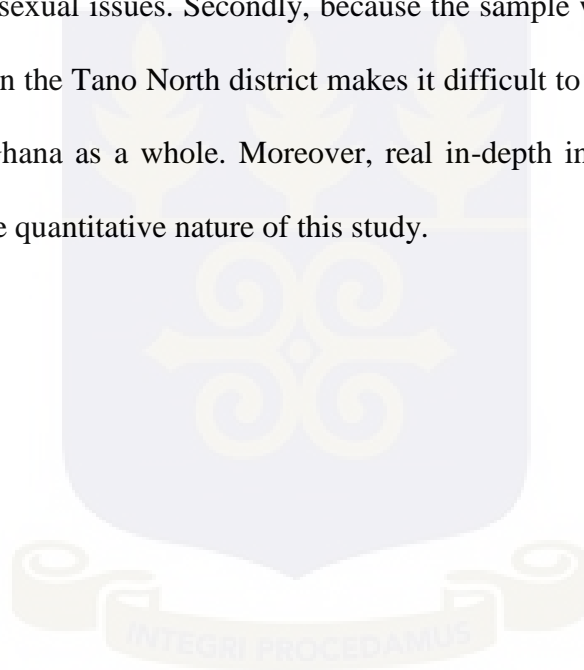 sexual issues. Secondly, because the sample
n the Tano North district makes it difficult to
hana as a whole. Moreover, real in-depth in
e quantitative nature of this study.
INTEGRI PROCEDAMUS